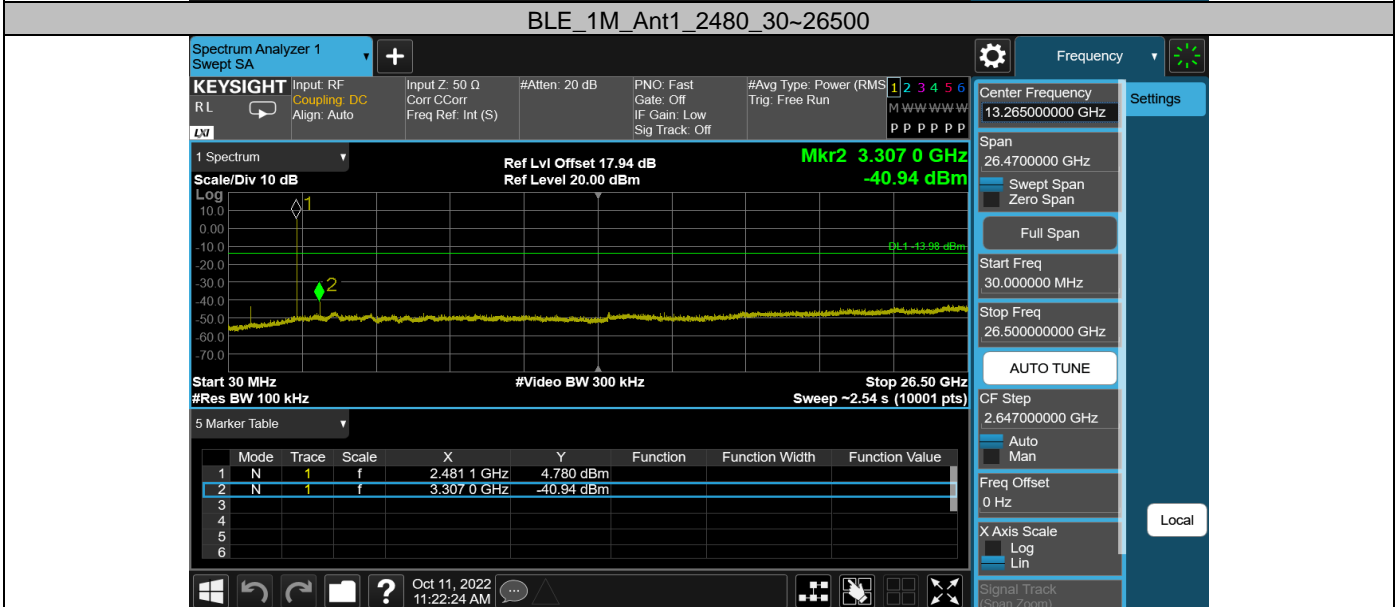 BLE_1M_Ant1_2480_30~26500
Spectrum Analyzer 1
Swept SA
Frequency
KEYSIGHT
R L
LXI
Input: RF
Coupling: DC
Align: Auto
Input Z: 50 Ω
Corr CCorr
Freq Ref: Int (S)
#Atten: 20 dB
PNO: Fast
Gate: Off
IF Gain: Low
Sig Track: Off
#Avg Type: Power (RMS
Trig: Free Run
1 2 3 4 5 6
M W W W W W
P P P P P P
1 Spectrum
Scale/Div 10 dB
Ref Lvl Offset 17.94 dB
Ref Level 20.00 dBm
Mkr2 3.307 0 GHz
-40.94 dBm
Log
10.0
0.00
-10.0
-20.0
-30.0
-40.0
-50.0
-60.0
-70.0
1
2
DL1 -13.98 dBm
Start 30 MHz
#Res BW 100 kHz
#Video BW 300 kHz
Stop 26.50 GHz
Sweep ~2.54 s (10001 pts)
5 Marker Table
Mode Trace Scale X Y Function Function Width Function Value
1 N 1 f 2.481 1 GHz 4.780 dBm
2 N 1 f 3.307 0 GHz -40.94 dBm
3
4
5
6
Oct 11, 2022
11:22:24 AM
Center Frequency
13.265000000 GHz
Span
26.4700000 GHz
Swept Span
Zero Span
Full Span
Start Freq
30.000000 MHz
Stop Freq
26.500000000 GHz
AUTO TUNE
CF Step
2.647000000 GHz
Auto
Man
Freq Offset
0 Hz
X Axis Scale
Log
Lin
Signal Track
(Span Zoom)
Settings
Local